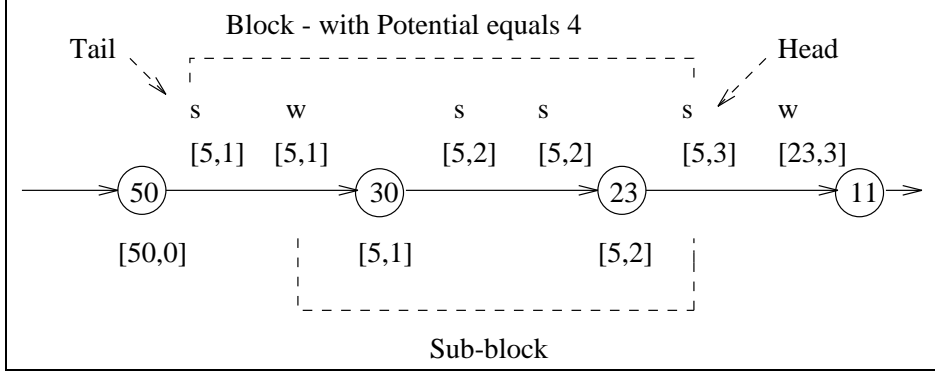 Block - with Potential equals 4
Tail Head
s w s s s w
[5,1] [5,1] [5,2] [5,2] [5,3] [23,3]
50 30 23 11
[50,0] [5,1] [5,2]
Sub-block